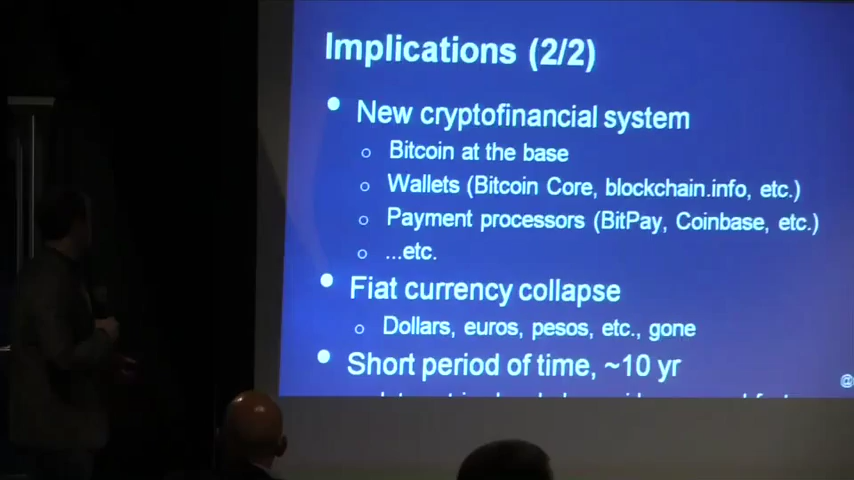 Implications (2/2)
New cryptofinancial system
Bitcoin at the base
Wallets (Bitcoin Core, blockchain.info, etc.)
Payment processors (BitPay, Coinbase, etc.)
...etc.
Fiat currency collapse
Dollars, euros, pesos, etc., gone
Short period of time, ~10 yr
@